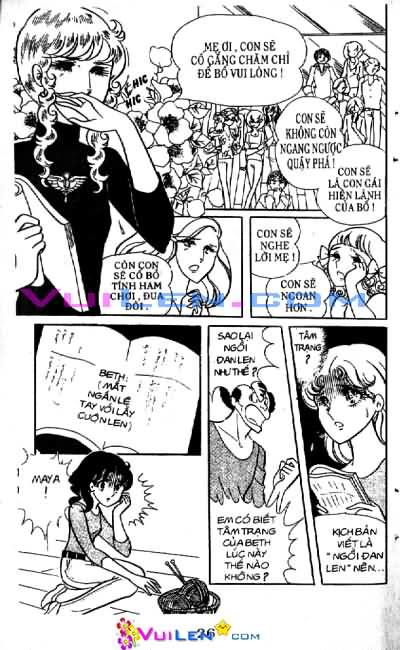 MẸ ƠI, CON SẼ
CỐ GẮNG CHĂM CHỈ
ĐỂ BỐ VUI LÒNG!
HIC
HIC
CON SẼ
KHÔNG CÒN
NGANG NGƯỢC
QUẬY PHÁ!
CON SẼ
LÀ CON GÁI
HIỀN LÀNH
CỦA BỐ!
CÒN CON
SẼ CÓ BỎ
TÍNH HAM
CHƠI, ĐUA
ĐÒI.
CON SẼ
NGHE
LỜI MẸ!
CON SẼ
NGOAN
HƠN.
VUILEN.COM
BETH:
(MẮT
NGẤN LỆ
TAY VỚI LẤY
CUỘN LEN)
SAO LẠI
NGỒI
ĐAN LEN
NHƯ THẾ?
TÂM
TRẠNG
?
MAYA!
EM CÓ BIẾT
TÂM TRẠNG
CỦA BETH
LÚC NÀY
THẾ NÀO
KHÔNG?
KỊCH BẢN
VIẾT LÀ
"NGỒI ĐAN
LEN" NÊN...
26
VUILEN.COM